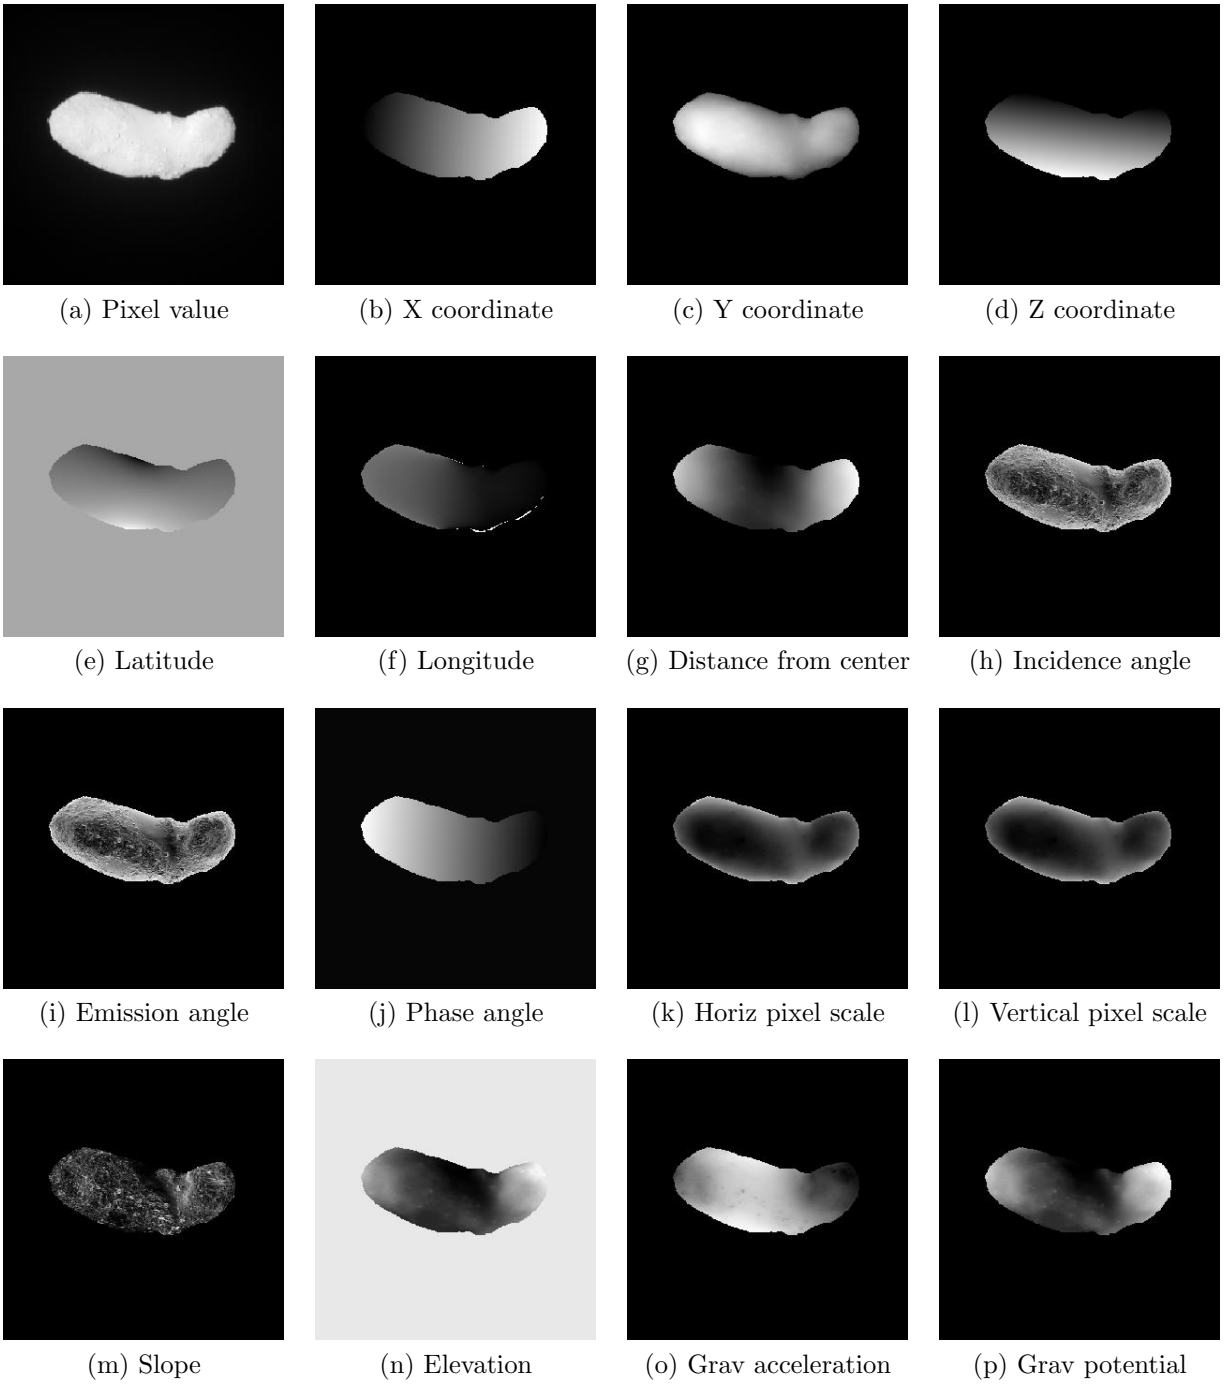 (a) Pixel value
(b) X coordinate
(c) Y coordinate
(d) Z coordinate
(e) Latitude
(f) Longitude
(g) Distance from center
(h) Incidence angle
(i) Emission angle
(j) Phase angle
(k) Horiz pixel scale
(l) Vertical pixel scale
(m) Slope
(n) Elevation
(o) Grav acceleration
(p) Grav potential